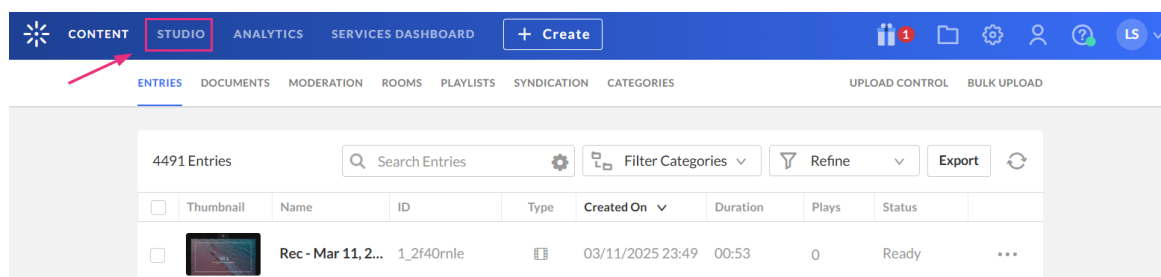 CONTENT STUDIO ANALYTICS SERVICES DASHBOARD + Create 1 LS
ENTRIES DOCUMENTS MODERATION ROOMS PLAYLISTS SYNDICATION CATEGORIES UPLOAD CONTROL BULK UPLOAD
4491 Entries Search Entries Filter Categories Refine Export
Thumbnail Name ID Type Created On Duration Plays Status
Rec - Mar 11, 2... 1_2f40rnle 03/11/2025 23:49 00:53 0 Ready